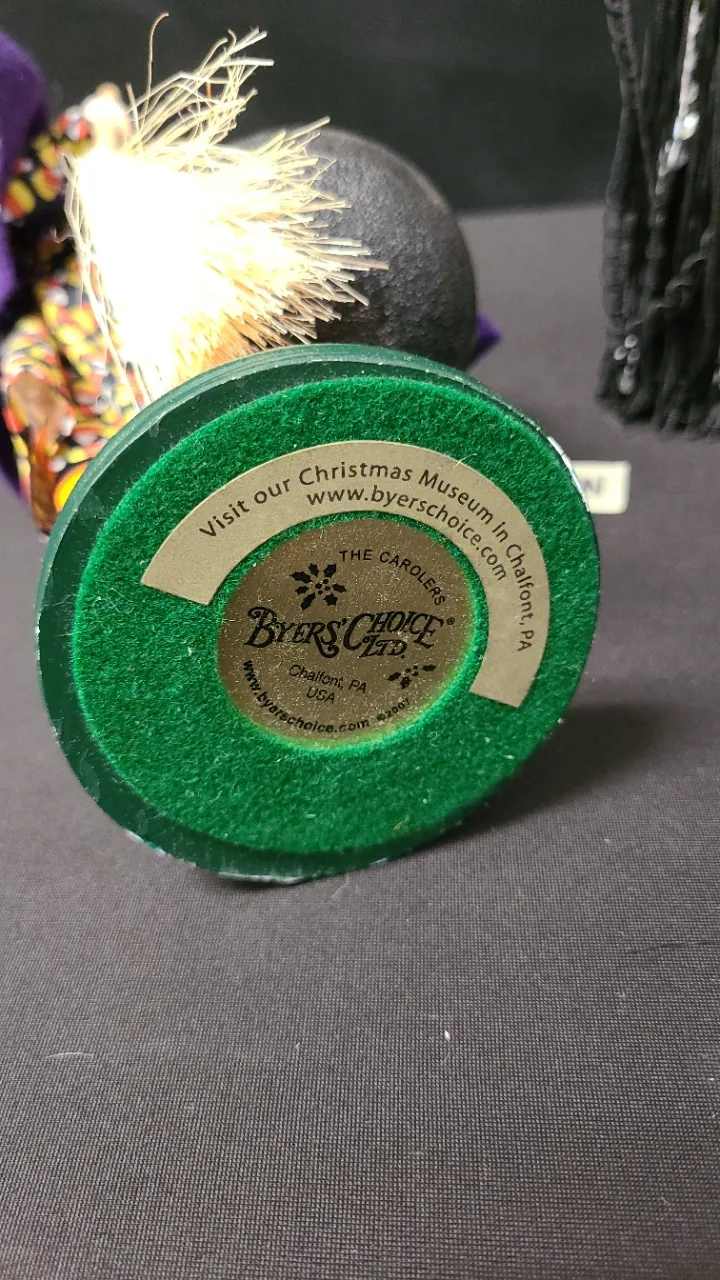 Visit our Christmas Museum in Chalfont, PA
www.byerschoice.com
THE CAROLERS
BYERS' CHOICE®
LTD.
Chalfont, PA
USA
www.byerschoice.com ©2007